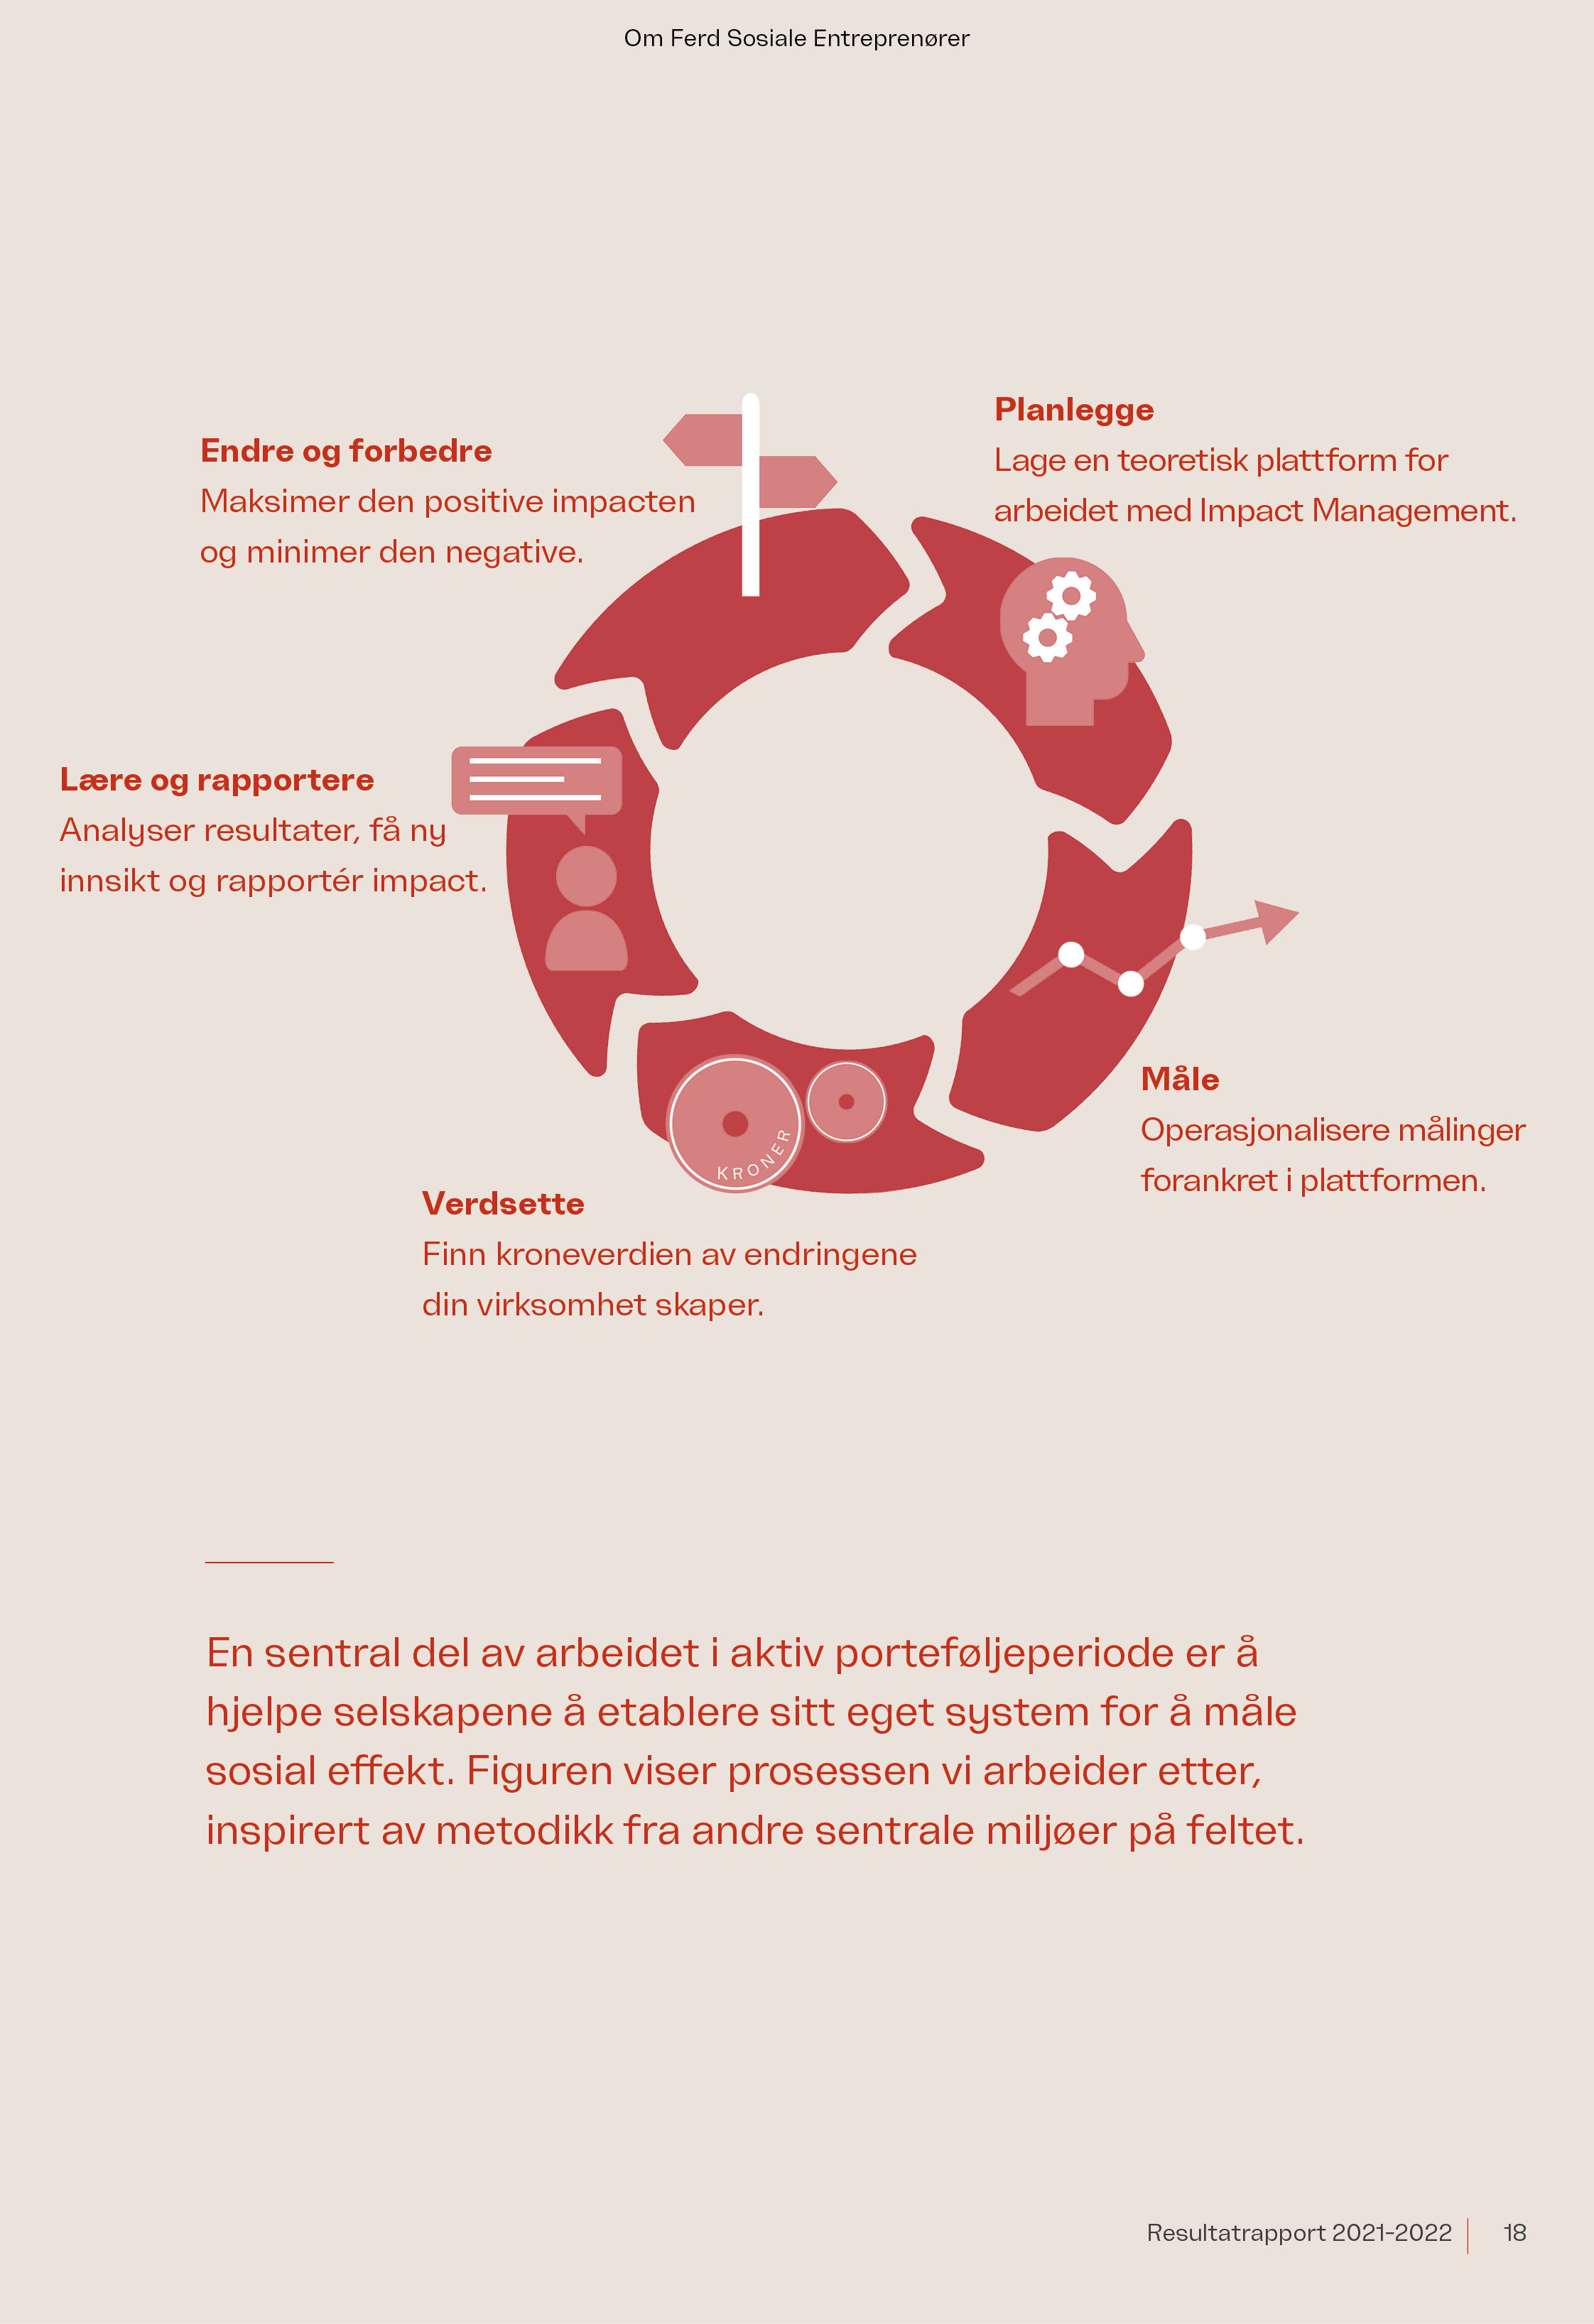 Om Ferd Sosiale Entreprenører
Planlegge
Lage en teoretisk plattform for
arbeidet med Impact Management.
Måle
Operasjonalisere målinger
forankret i plattformen.
KRONER
Verdsette
Finn kroneverdien av endringene
din virksomhet skaper.
Lære og rapportere
Analyser resultater, få ny
innsikt og rapportér impact.
Endre og forbedre
Maksimer den positive impacten
og minimer den negative.
En sentral del av arbeidet i aktiv porteføljeperiode er å
hjelpe selskapene å etablere sitt eget system for å måle
sosial effekt. Figuren viser prosessen vi arbeider etter,
inspirert av metodikk fra andre sentrale miljøer på feltet.
Resultatrapport 2021-2022
18